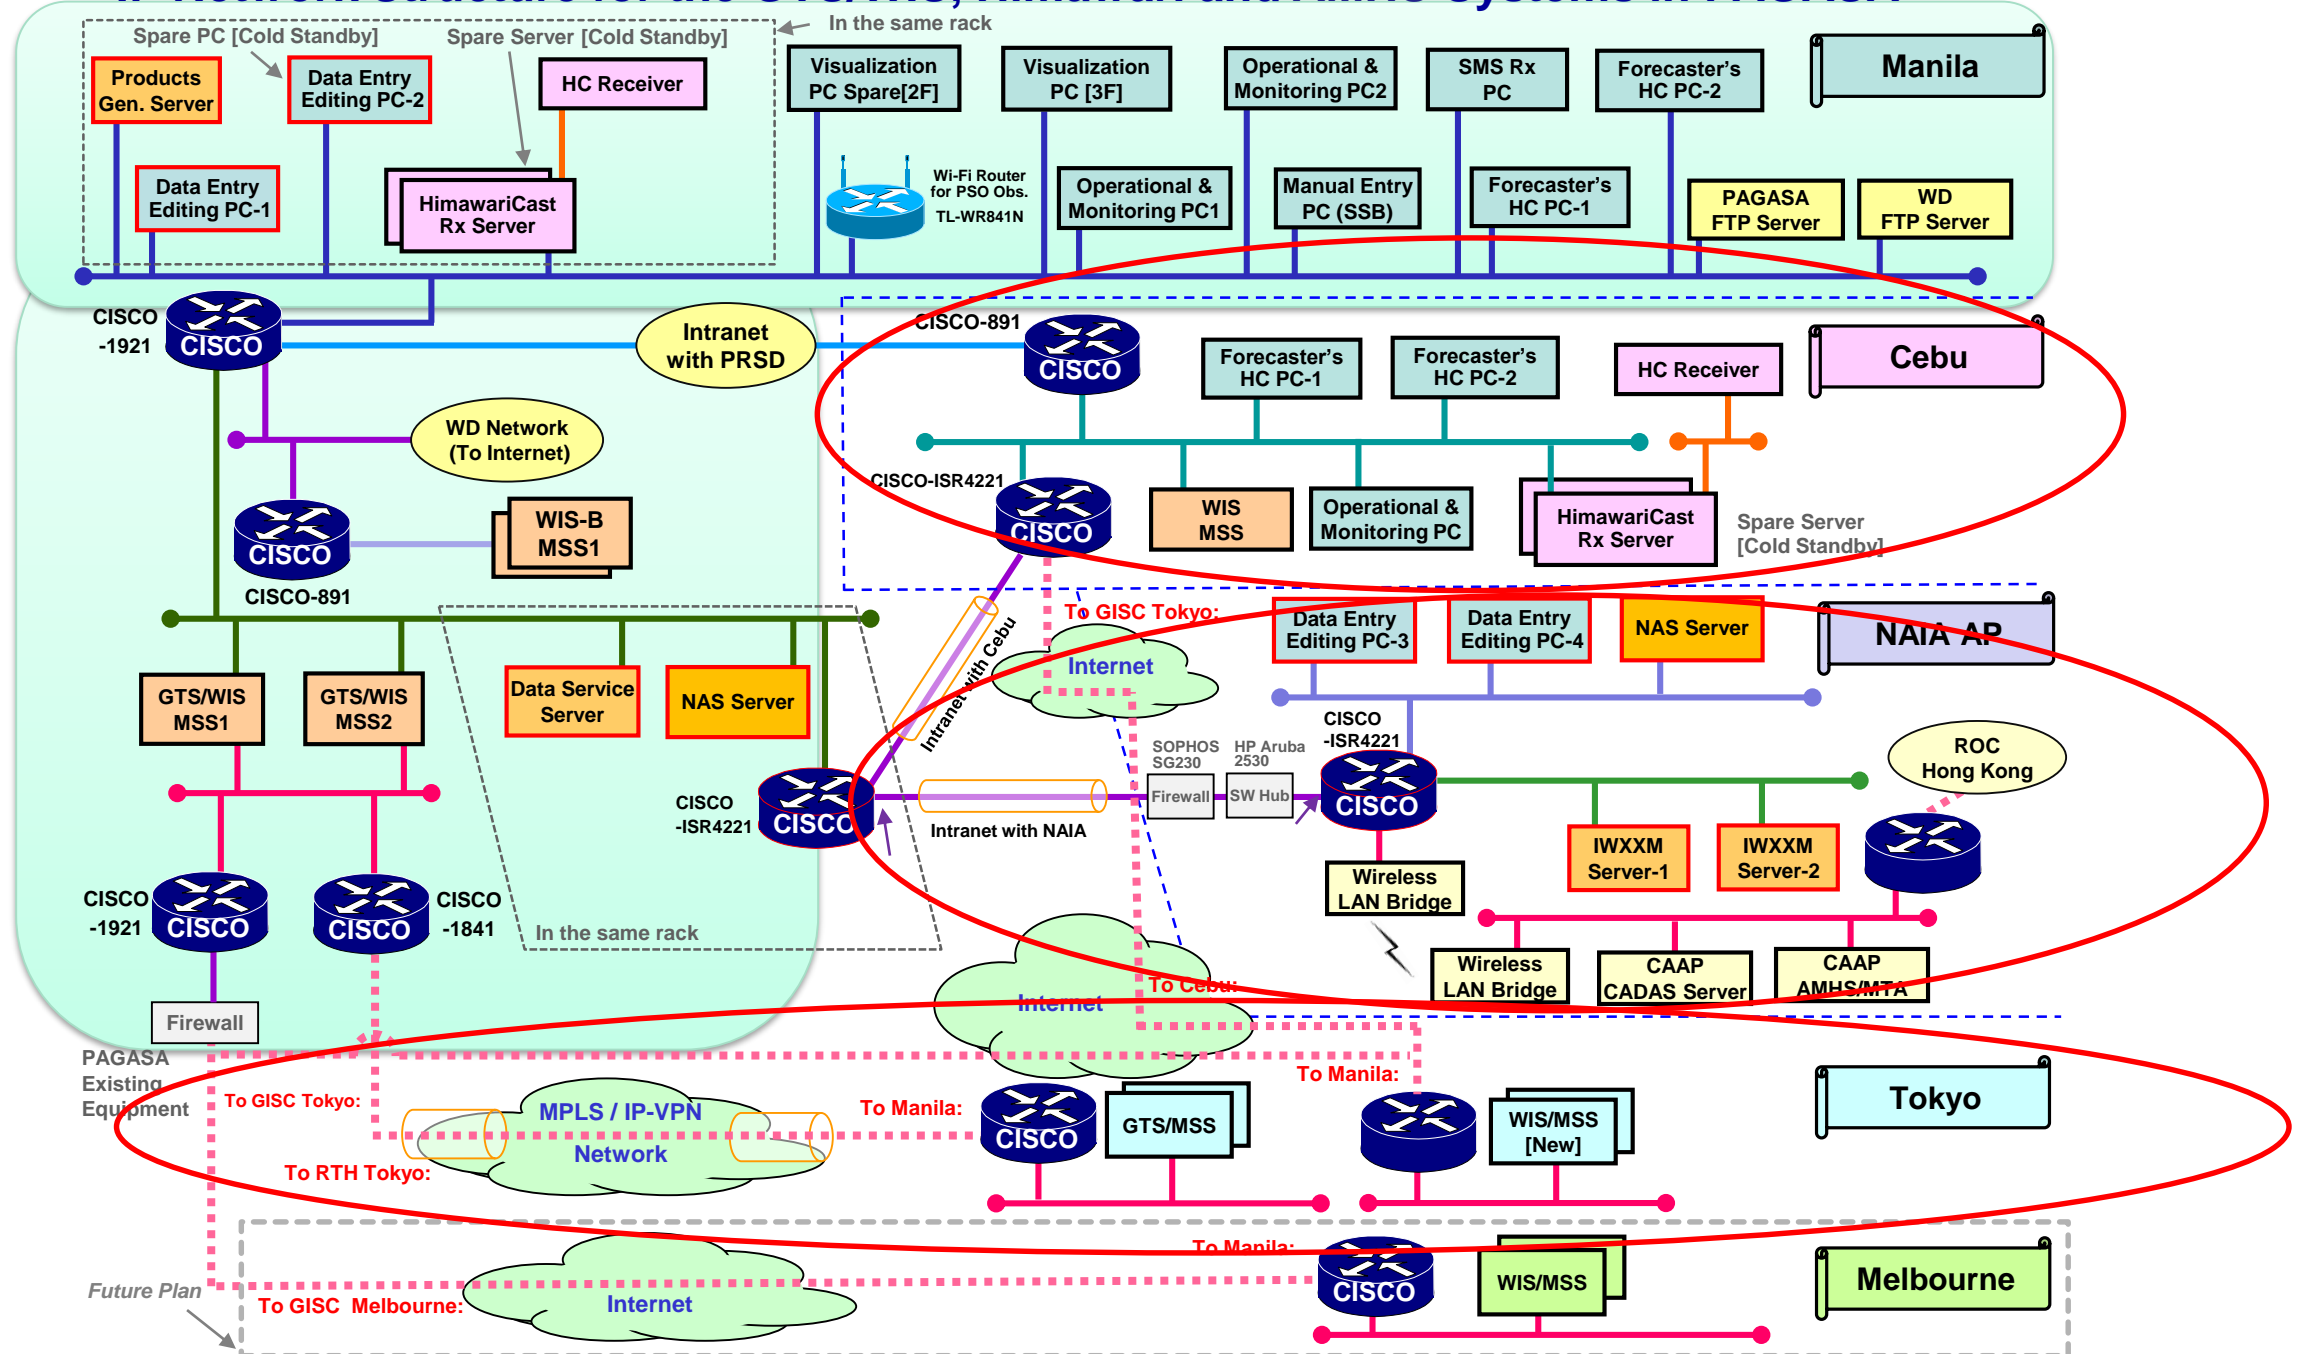 In the same rack
Spare PC [Cold Standby]
Spare Server [Cold Standby]
Products
Gen. Server
Data Entry
Editing PC-2
HC Receiver
Visualization
PC Spare[2F]
Visualization
PC [3F]
Operational &
Monitoring PC2
SMS Rx
PC
Forecaster's
HC PC-2
Manila
Data Entry
Editing PC-1
HimawariCast
Rx Server
Wi-Fi Router
for PSO Obs.
TL-WR841N
Operational &
Monitoring PC1
Manual Entry
PC (SSB)
Forecaster's
HC PC-1
PAGASA
FTP Server
WD
FTP Server
CISCO
-1921
CISCO
Intranet
with PRSD
CISCO-891
CISCO
Forecaster's
HC PC-1
Forecaster's
HC PC-2
HC Receiver
Cebu
WD Network
(To Internet)
CISCO
CISCO-891
WIS-B
MSS1
CISCO-ISR4221
CISCO
WIS
MSS
Operational &
Monitoring PC
HimawariCast
Rx Server
Spare Server
[Cold Standby]
To GISC Tokyo:
Internet
Intranet with Cebu
Data Entry
Editing PC-3
Data Entry
Editing PC-4
NAS Server
NAIA AP
GTS/WIS
MSS1
GTS/WIS
MSS2
Data Service
Server
NAS Server
CISCO
-ISR4221
CISCO
Intranet with NAIA
SOPHOS
SG230
Firewall
HP Aruba
2530
SW Hub
CISCO
-ISR4221
CISCO
ROC
Hong Kong
IWXXM
Server-1
IWXXM
Server-2
Wireless
LAN Bridge
CISCO
-1921
CISCO
CISCO
CISCO
-1841
In the same rack
Wireless
LAN Bridge
CAAP
CADAS Server
CAAP
AMHS/MTA
To Cebu:
Internet
Firewall
PAGASA
Existing
Equipment
To GISC Tokyo:
MPLS / IP-VPN
Network
To RTH Tokyo:
To Manila:
CISCO
GTS/MSS
To Manila:
WIS/MSS
[New]
Tokyo
Future Plan
To GISC Melbourne:
Internet
To Manila:
CISCO
WIS/MSS
Melbourne